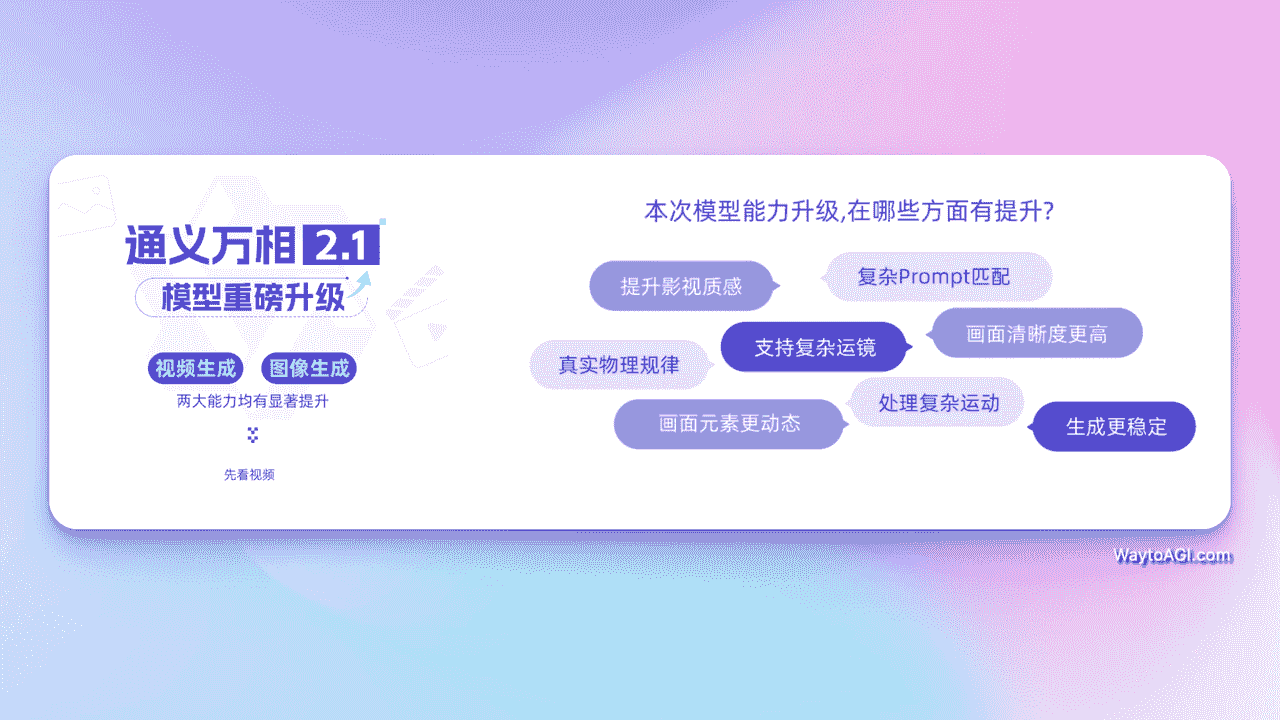 通义万相 2.1
模型重磅升级
视频生成 图像生成
两大能力均有显著提升
先看视频
本次模型能力升级,在哪些方面有提升?
提升影视质感
复杂Prompt匹配
支持复杂运镜
画面清晰度更高
真实物理规律
处理复杂运动
画面元素更动态
生成更稳定
WaytoAGI.com